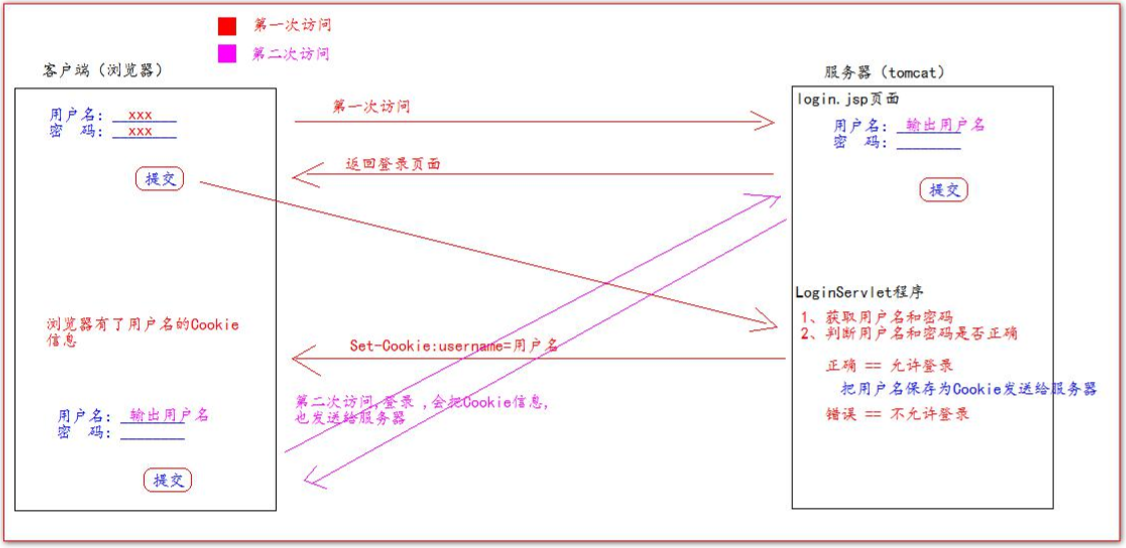 第一次访问
第二次访问
客户端（浏览器）
用户名: xxx
密 码: xxx
提交
第一次访问
返回登录页面
服务器（tomcat）
login.jsp页面
用户名: 输出用户名
密 码:
提交
LoginServlet程序
1、获取用户名和密码
2、判断用户名和密码是否正确
正确 == 允许登录
把用户名保存为Cookie发送给服务器
错误 == 不允许登录
浏览器有了用户名的Cookie
信息
Set-Cookie:username=用户名
第二次访问,登录 ,会把Cookie信息,
也发送给服务器
用户名: 输出用户名
密 码:
提交